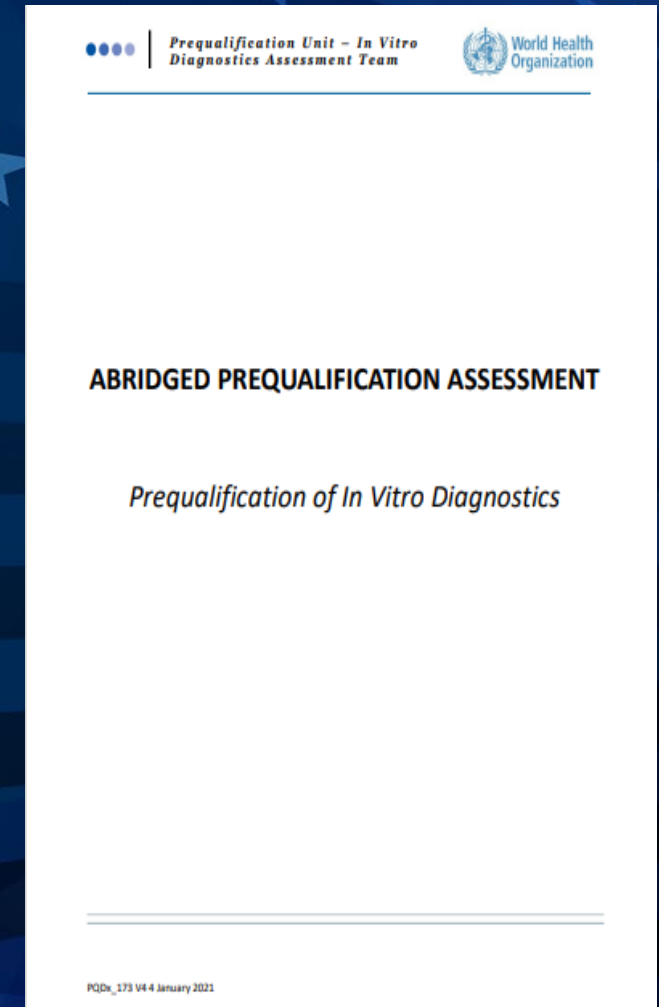 Prequalification Unit – In Vitro
Diagnostics Assessment Team
World Health
Organization
ABRIDGED PREQUALIFICATION ASSESSMENT
Prequalification of In Vitro Diagnostics
PQDx_173 V4 4 January 2021